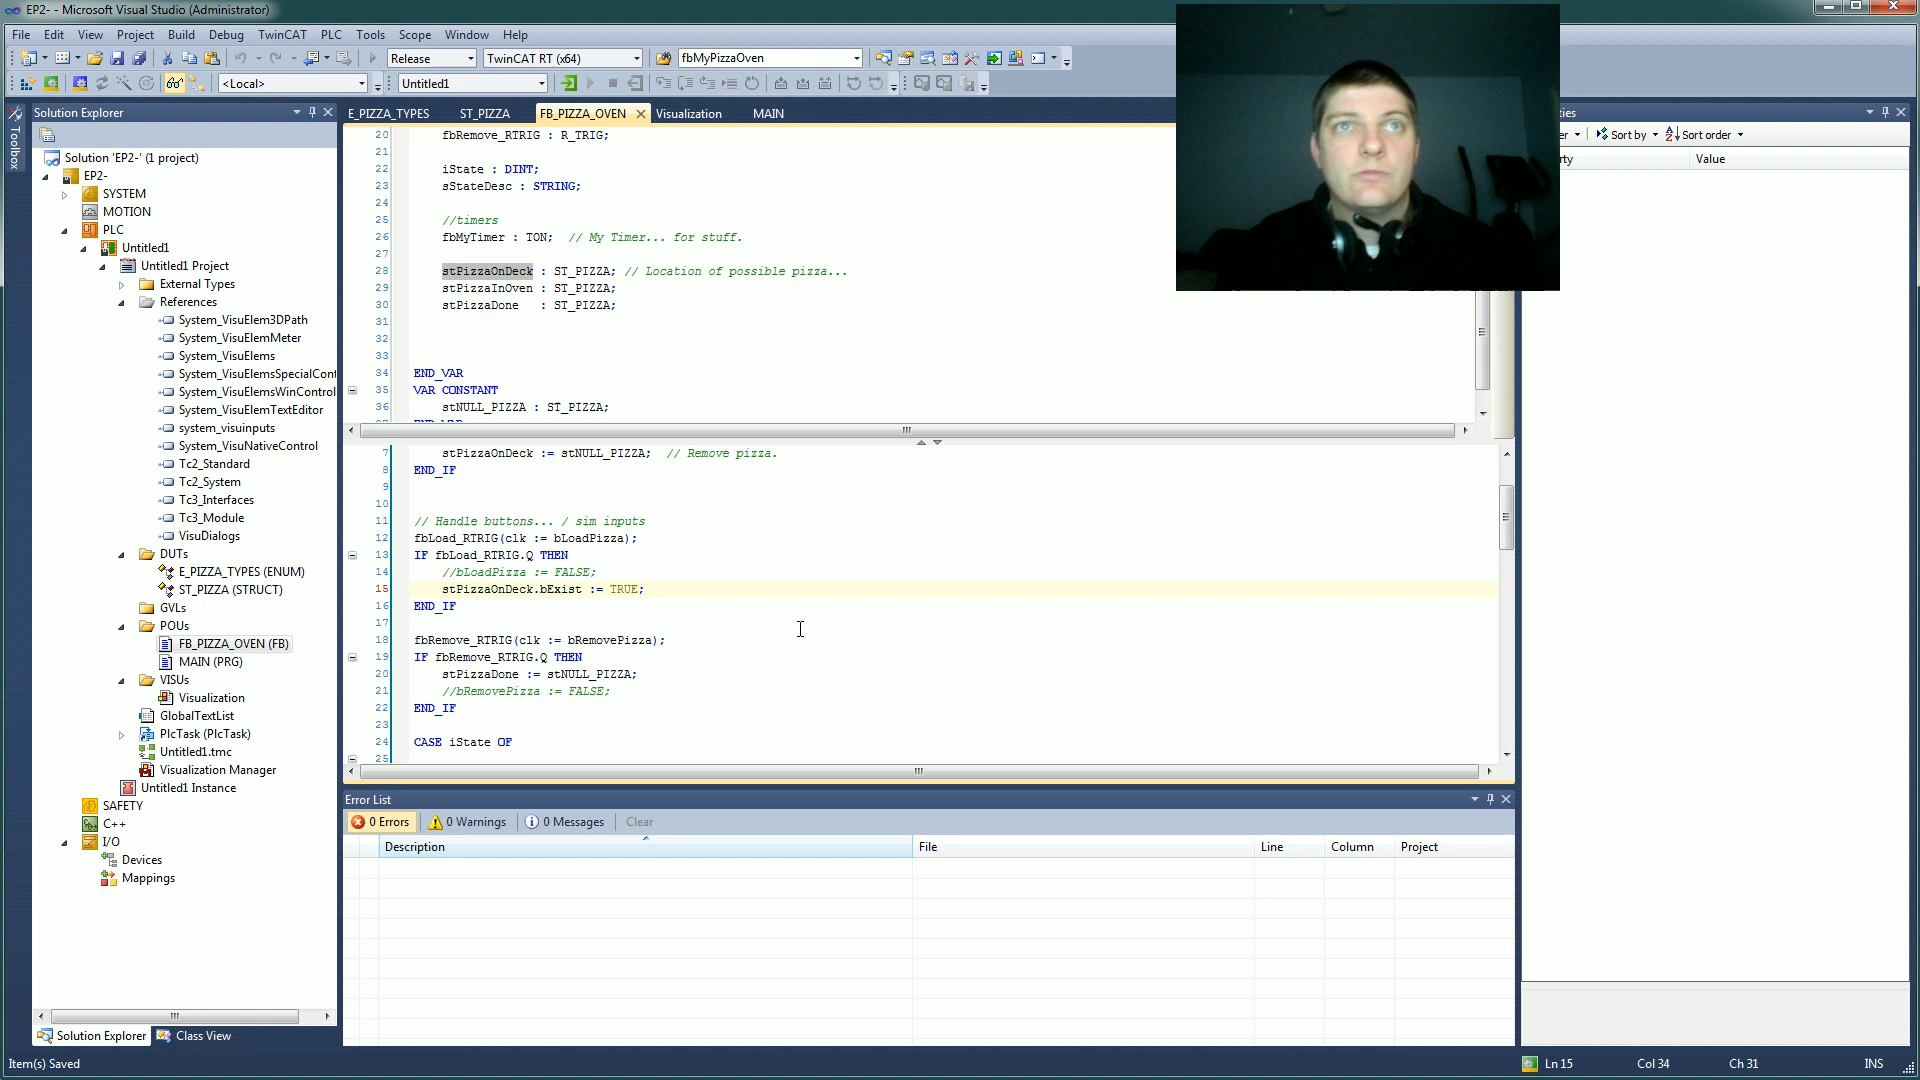 EP2- - Microsoft Visual Studio (Administrator)
File Edit View Project Build Debug TwinCAT PLC Tools Scope Window Help
Release TwinCAT RT (x64) fbMyPizzaOven
<Local> Untitled1
Toolbox
Solution Explorer
Solution 'EP2-' (1 project)
EP2-
SYSTEM
MOTION
PLC
Untitled1
Untitled1 Project
External Types
References
System_VisuElem3DPath
System_VisuElemMeter
System_VisuElems
System_VisuElemsSpecialCont
System_VisuElemsWinControl
System_VisuElemTextEditor
system_visuinputs
System_VisuNativeControl
Tc2_Standard
Tc2_System
Tc3_Interfaces
Tc3_Module
VisuDialogs
DUTs
E_PIZZA_TYPES (ENUM)
ST_PIZZA (STRUCT)
GVLs
POUs
FB_PIZZA_OVEN (FB)
MAIN (PRG)
VISUs
Visualization
GlobalTextList
PlcTask (PlcTask)
Untitled1.tmc
Visualization Manager
Untitled1 Instance
SAFETY
C++
I/O
Devices
Mappings
Solution Explorer Class View
E_PIZZA_TYPES ST_PIZZA FB_PIZZA_OVEN Visualization MAIN
20 fbRemove_RTRIG : R_TRIG;
21
22 iState : DINT;
23 sStateDesc : STRING;
24
25 //timers
26 fbMyTimer : TON; // My Timer... for stuff.
27
28 stPizzaOnDeck : ST_PIZZA; // Location of possible pizza...
29 stPizzaInOven : ST_PIZZA;
30 stPizzaDone : ST_PIZZA;
31
32
33
34 END_VAR
35 VAR CONSTANT
36 stNULL_PIZZA : ST_PIZZA;
7 stPizzaOnDeck := stNULL_PIZZA; // Remove pizza.
8 END_IF
9
10
11 // Handle buttons... / sim inputs
12 fbLoad_RTRIG(clk := bLoadPizza);
13 IF fbLoad_RTRIG.Q THEN
14 //bLoadPizza := FALSE;
15 stPizzaOnDeck.bExist := TRUE;
16 END_IF
17
18 fbRemove_RTRIG(clk := bRemovePizza);
19 IF fbRemove_RTRIG.Q THEN
20 stPizzaDone := stNULL_PIZZA;
21 //bRemovePizza := FALSE;
22 END_IF
23
24 CASE iState OF
25
Error List
0 Errors 0 Warnings 0 Messages Clear
Description File Line Column Project
Sort by Sort order
Value
Item(s) Saved Ln 15 Col 34 Ch 31 INS